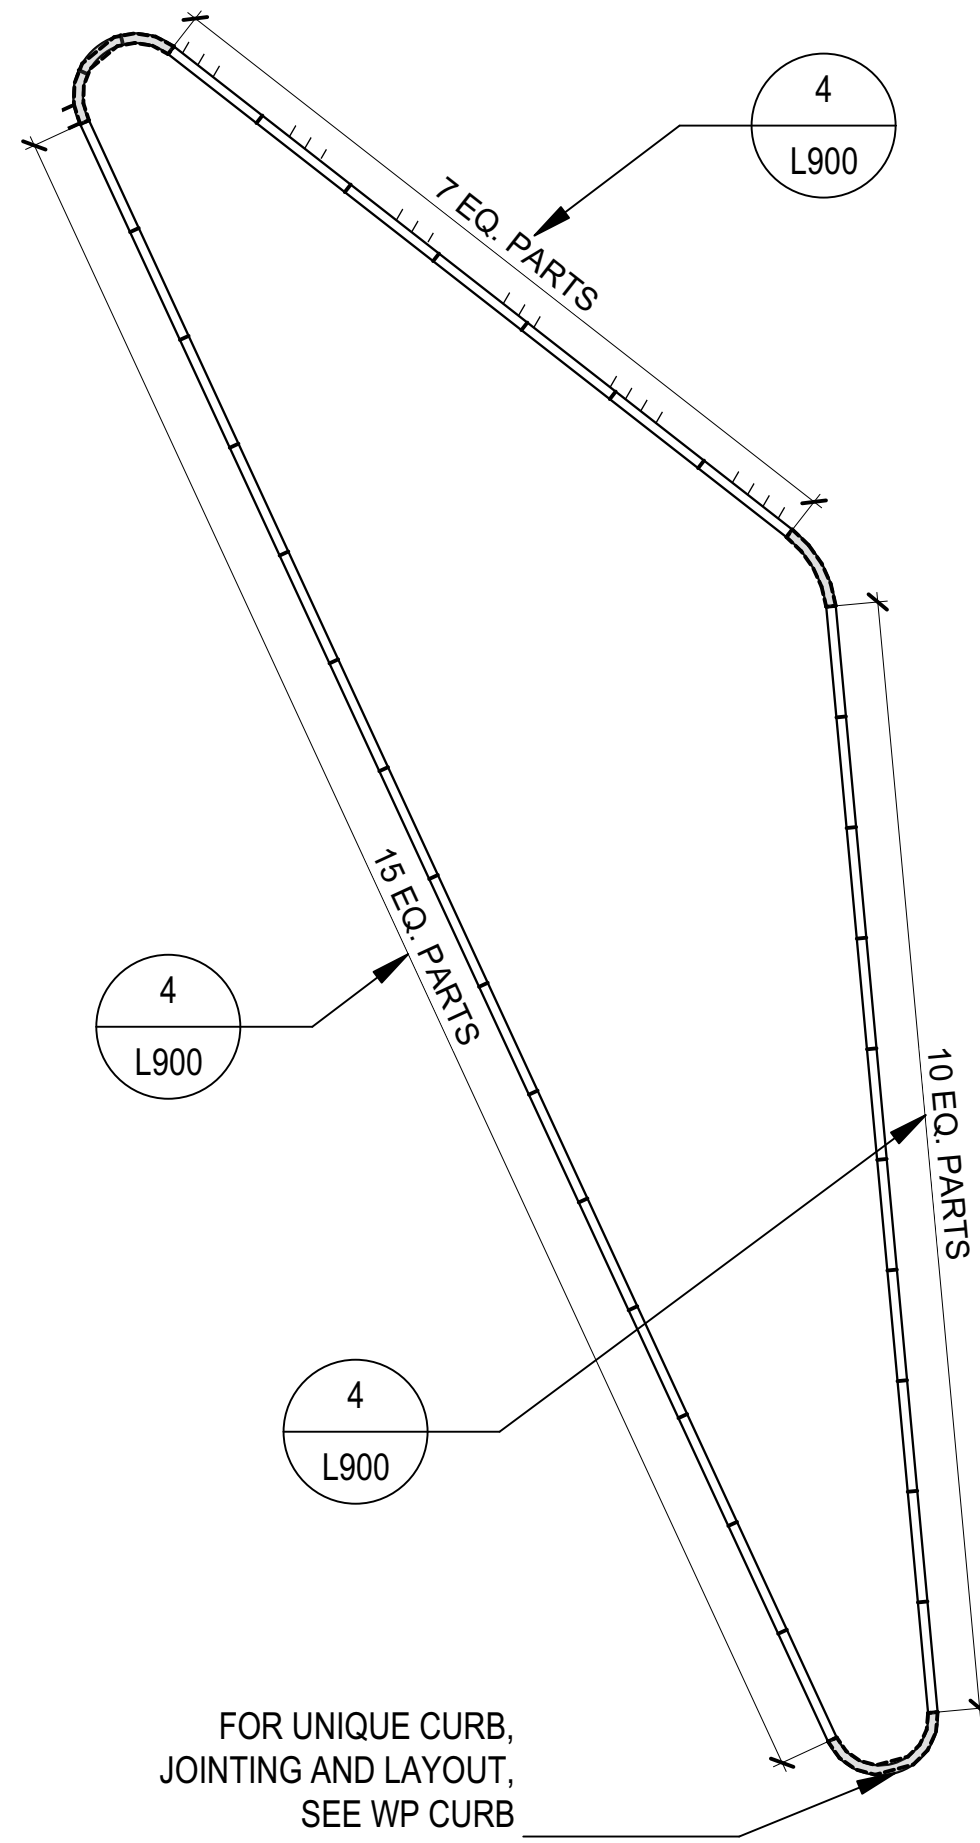 4
L900
7 EQ. PARTS
15 EQ. PARTS
4
L900
10 EQ. PARTS
4
L900
FOR UNIQUE CURB,
JOINTING AND LAYOUT,
SEE WP CURB